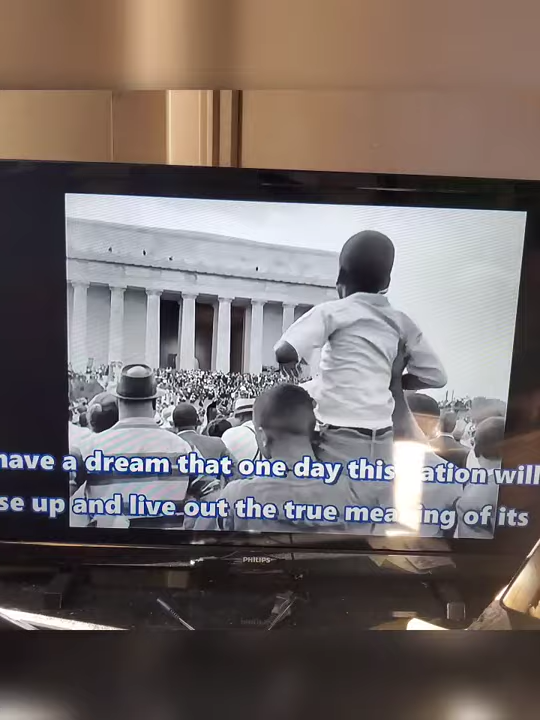 have a dream that one day this ation will
se up and live out the true mea ing of its
PHILIPS